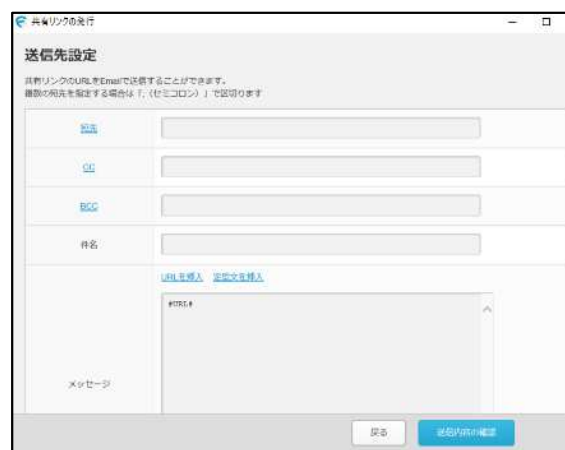 共有リンクの発行
送信先設定
共有リンクのURLをEmailで送信することができます。
複数の宛先を指定する場合は「;（セミコロン）」で区切ります
宛先
CC
BCC
件名
URLを挿入 定型文を挿入
#URL#
メッセージ
戻る 送信内容の確認